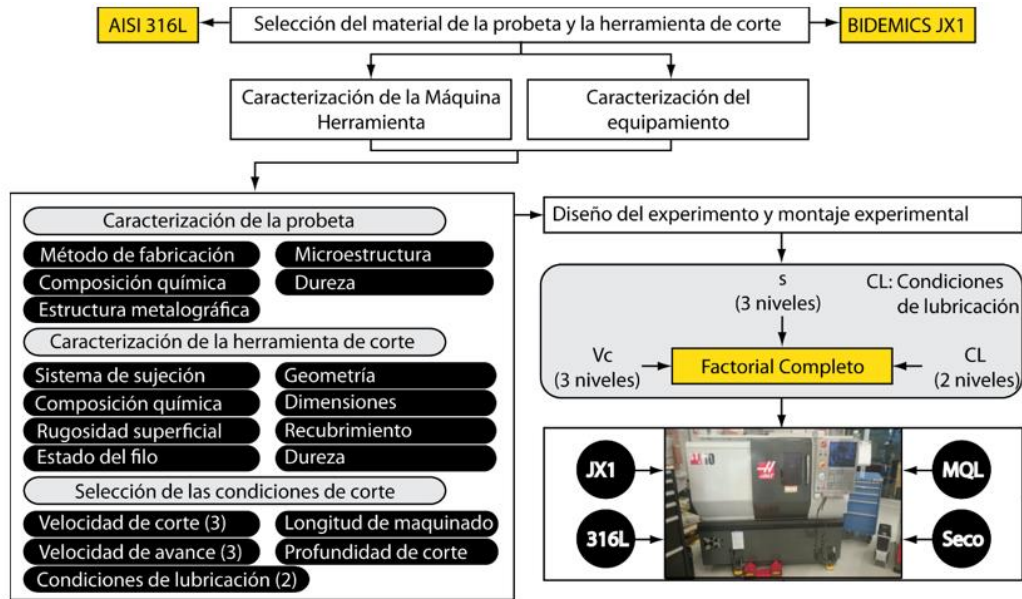 AISI 316L
Selección del material de la probeta y la herramienta de corte
BIDEMICS JX1
Caracterización de la Máquina
Herramienta
Caracterización del
equipamiento
Caracterización de la probeta
Método de fabricación
Microestructura
Composición química
Dureza
Estructura metalográfica
Caracterización de la herramienta de corte
Sistema de sujeción
Geometría
Composición química
Dimensiones
Rugosidad superficial
Recubrimiento
Estado del filo
Dureza
Selección de las condiciones de corte
Velocidad de corte (3)
Longitud de maquinado
Velocidad de avance (3)
Profundidad de corte
Condiciones de lubricación (2)
Diseño del experimento y montaje experimental
s
(3 niveles)
CL: Condiciones
de lubricación
Vc
(3 niveles)
Factorial Completo
CL
(2 niveles)
JX1
316L
MQL
Seco